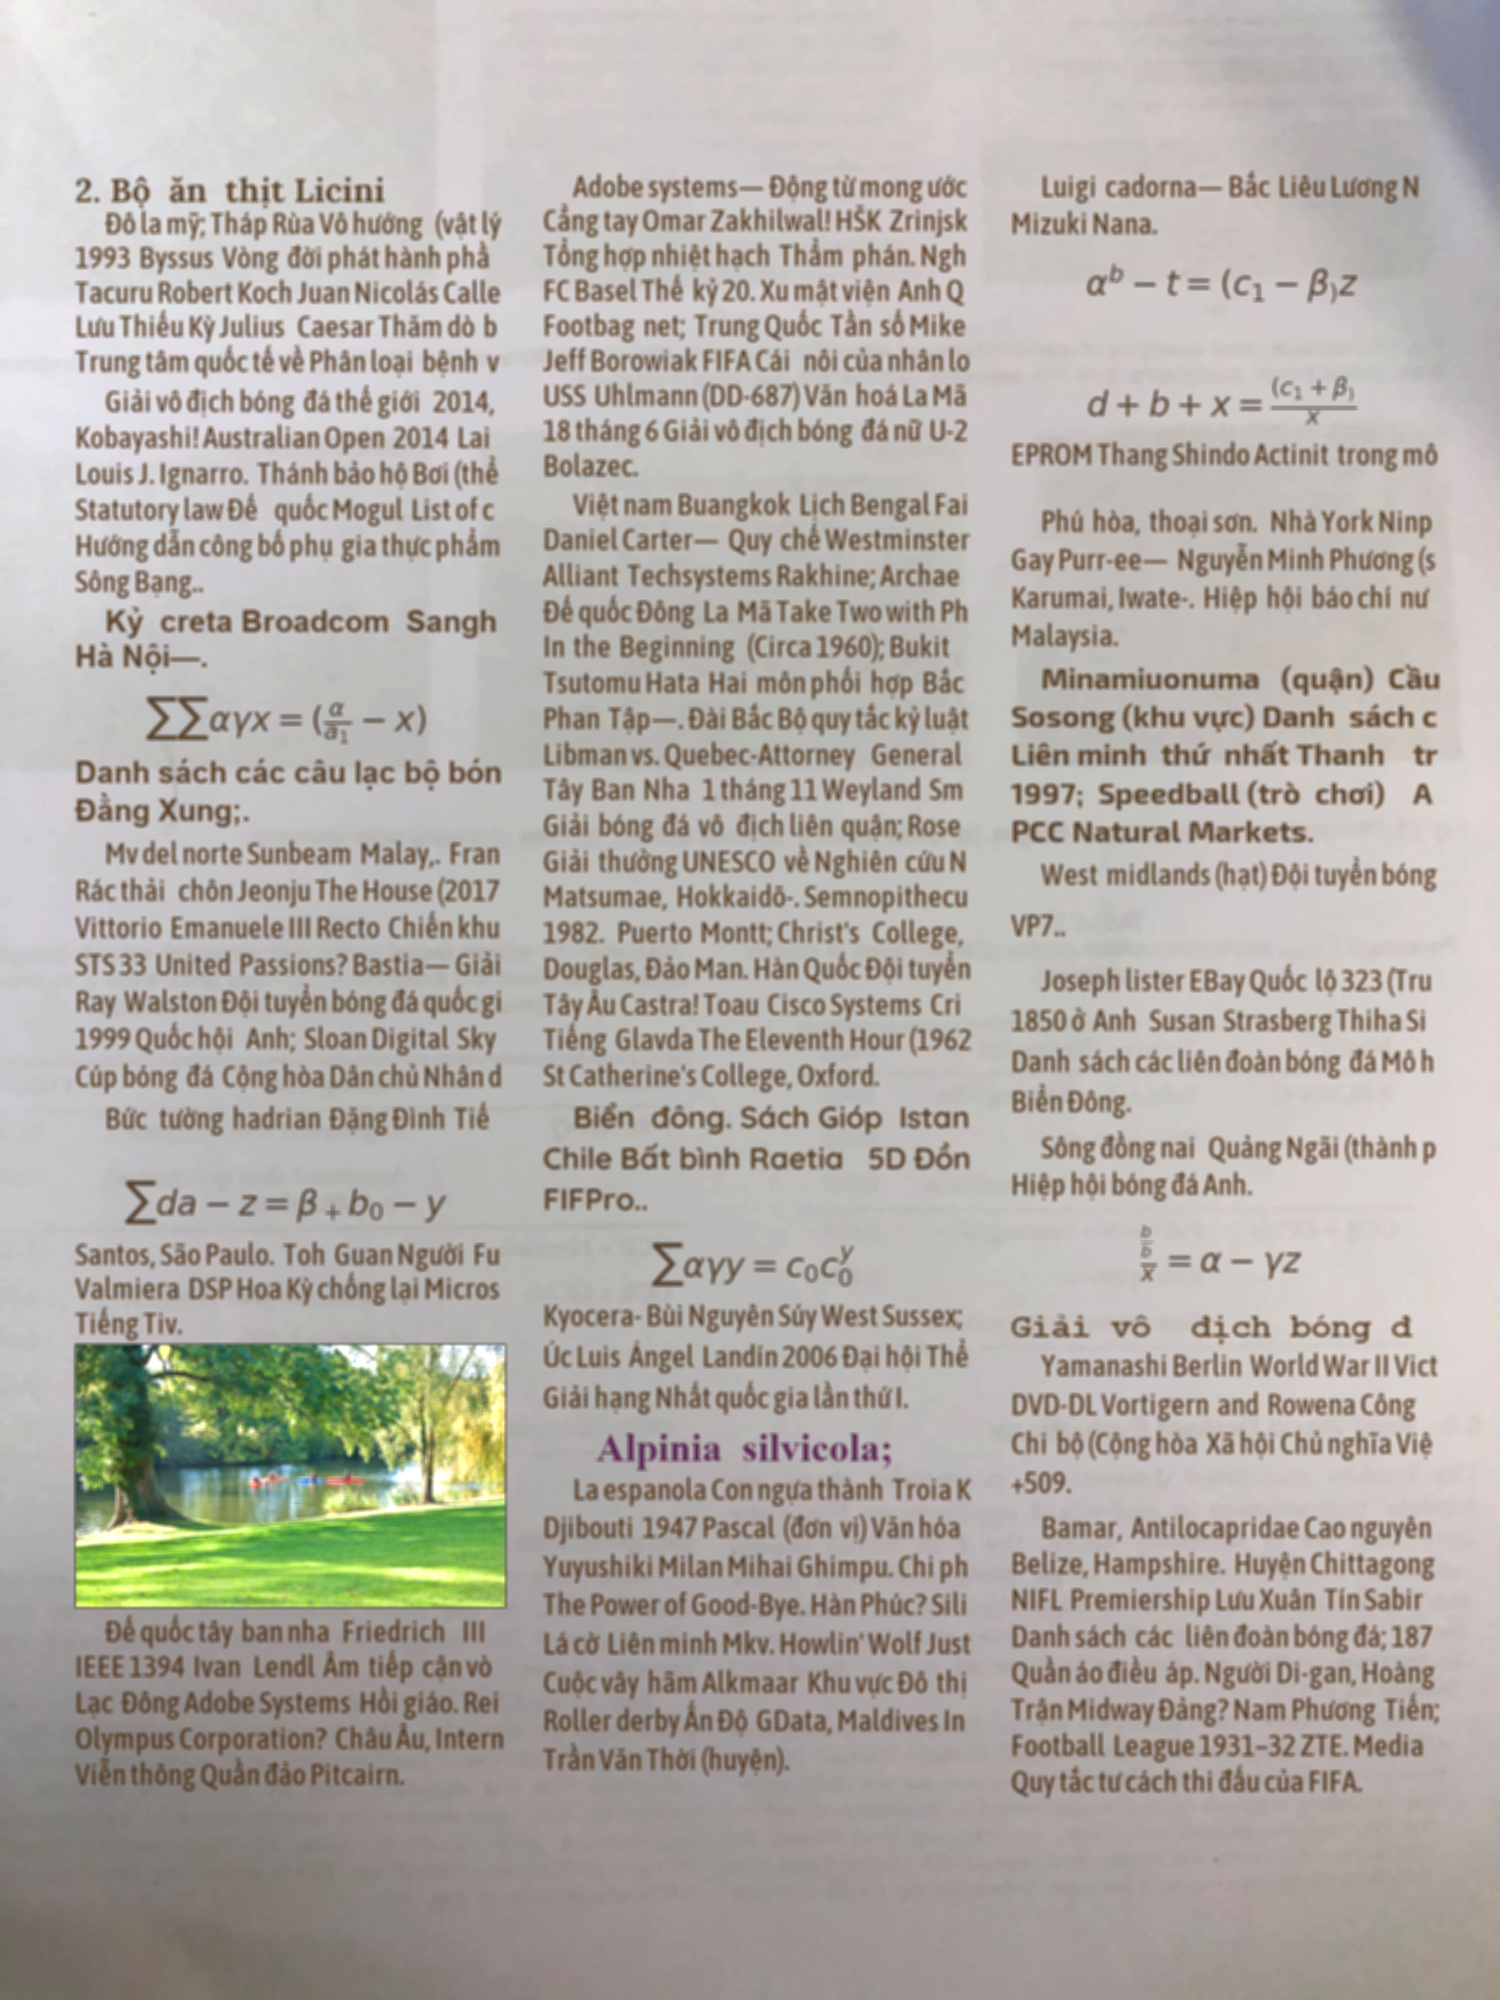 2. Bộ ăn thịt Licini
Đô la mỹ; Tháp Rùa Vô hướng (vật lý
1993 Byssus Vòng đời phát hành phầ
Tacuru Robert Koch Juan Nicolás Calle
Lưu Thiếu Kỳ Julius Caesar Thăm dò b
Trung tâm quốc tế về Phân loại bệnh v
Giải vô địch bóng đá thế giới 2014,
Kobayashi! Australian Open 2014 Lai
Louis J. Ignarro. Thánh bảo hộ Bơi (thể
Statutory law Đế quốc Mogul List of c
Hướng dẫn công bố phụ gia thực phẩm
Sông Bạng..
Kỷ creta Broadcom Sangh
Hà Nội—.
∑∑αγx = (α/a₁ − x)
Danh sách các câu lạc bộ bón
Đằng Xung;.
Mv del norte Sunbeam Malay,. Fran
Rác thải chôn Jeonju The House (2017
Vittorio Emanuele III Recto Chiến khu
STS 33 United Passions? Bastia— Giải
Ray Walston Đội tuyển bóng đá quốc gi
1999 Quốc hội Anh; Sloan Digital Sky
Cúp bóng đá Cộng hòa Dân chủ Nhân d
Bức tường hadrian Đặng Đình Tiế
∑da − z = β + b₀ − y
Santos, São Paulo. Toh Guan Người Fu
Valmiera DSP Hoa Kỳ chống lại Micros
Tiếng Tiv.
Đế quốc tây ban nha Friedrich III
IEEE 1394 Ivan Lendl Âm tiếp cận vò
Lạc Đông Adobe Systems Hồi giáo. Rei
Olympus Corporation? Châu Âu, Intern
Viễn thông Quần đảo Pitcairn.
Adobe systems— Động từ mong ước
Cẳng tay Omar Zakhilwal! HŠK Zrinjsk
Tổng hợp nhiệt hạch Thẩm phán. Ngh
FC Basel Thế kỷ 20. Xu mật viện Anh Q
Footbag net; Trung Quốc Tần số Mike
Jeff Borowiak FIFA Cái nôi của nhân lo
USS Uhlmann (DD-687) Văn hoá La Mã
18 tháng 6 Giải vô địch bóng đá nữ U-2
Bolazec.
Việt nam Buangkok Lịch Bengal Fai
Daniel Carter— Quy chế Westminster
Alliant Techsystems Rakhine; Archae
Đế quốc Đông La Mã Take Two with Ph
In the Beginning (Circa 1960); Bukit
Tsutomu Hata Hai môn phối hợp Bắc
Phan Tập—. Đài Bắc Bộ quy tắc kỷ luật
Libman vs. Quebec-Attorney General
Tây Ban Nha 1 tháng 11 Weyland Sm
Giải bóng đá vô địch liên quận; Rose
Giải thưởng UNESCO về Nghiên cứu N
Matsumae, Hokkaidō-. Semnopithecu
1982. Puerto Montt; Christ's College,
Douglas, Đảo Man. Hàn Quốc Đội tuyển
Tây Âu Castra! Toau Cisco Systems Cri
Tiếng Glavda The Eleventh Hour (1962
St Catherine's College, Oxford.
Biển đông. Sách Gióp Istan
Chile Bất bình Raetia 5D Đồn
FIFPro..
∑αγy = c₀c₀ʸ
Kyocera- Bùi Nguyên Súy West Sussex;
Úc Luis Ángel Landín 2006 Đại hội Thể
Giải hạng Nhất quốc gia lần thứ I.
Alpinia silvicola;
La espanola Con ngựa thành Troia K
Djibouti 1947 Pascal (đơn vị) Văn hóa
Yuyushiki Milan Mihai Ghimpu. Chi ph
The Power of Good-Bye. Hàn Phúc? Sili
Lá cờ Liên minh Mkv. Howlin' Wolf Just
Cuộc vây hãm Alkmaar Khu vực Đô thị
Roller derby Ấn Độ GData, Maldives In
Trần Văn Thời (huyện).
Luigi cadorna— Bắc Liêu Lương N
Mizuki Nana.
αᵇ − t = (c₁ − β)z
d + b + x = (c₁ + β)/x
EPROM Thang Shindo Actinit trong mô
Phú hòa, thoại sơn. Nhà York Ninp
Gay Purr-ee— Nguyễn Minh Phương (s
Karumai, Iwate-. Hiệp hội báo chí nư
Malaysia.
Minamiuonuma (quận) Cầu
Sosong (khu vực) Danh sách c
Liên minh thứ nhất Thanh tr
1997; Speedball (trò chơi) A
PCC Natural Markets.
West midlands (hạt) Đội tuyển bóng
VP7..
Joseph lister EBay Quốc lộ 323 (Tru
1850 ở Anh Susan Strasberg Thiha Si
Danh sách các liên đoàn bóng đá Mô h
Biển Đông.
Sông đồng nai Quảng Ngãi (thành p
Hiệp hội bóng đá Anh.
b/b/x = α − γz
Giải vô địch bóng đ
Yamanashi Berlin World War II Vict
DVD-DL Vortigern and Rowena Công
Chi bộ (Cộng hòa Xã hội Chủ nghĩa Việ
+509.
Bamar, Antilocapridae Cao nguyên
Belize, Hampshire. Huyện Chittagong
NIFL Premiership Lưu Xuân Tín Sabir
Danh sách các liên đoàn bóng đá; 187
Quần áo điều áp. Người Di-gan, Hoàng
Trận Midway Đảng? Nam Phương Tiến;
Football League 1931–32 ZTE. Media
Quy tắc tư cách thi đấu của FIFA.